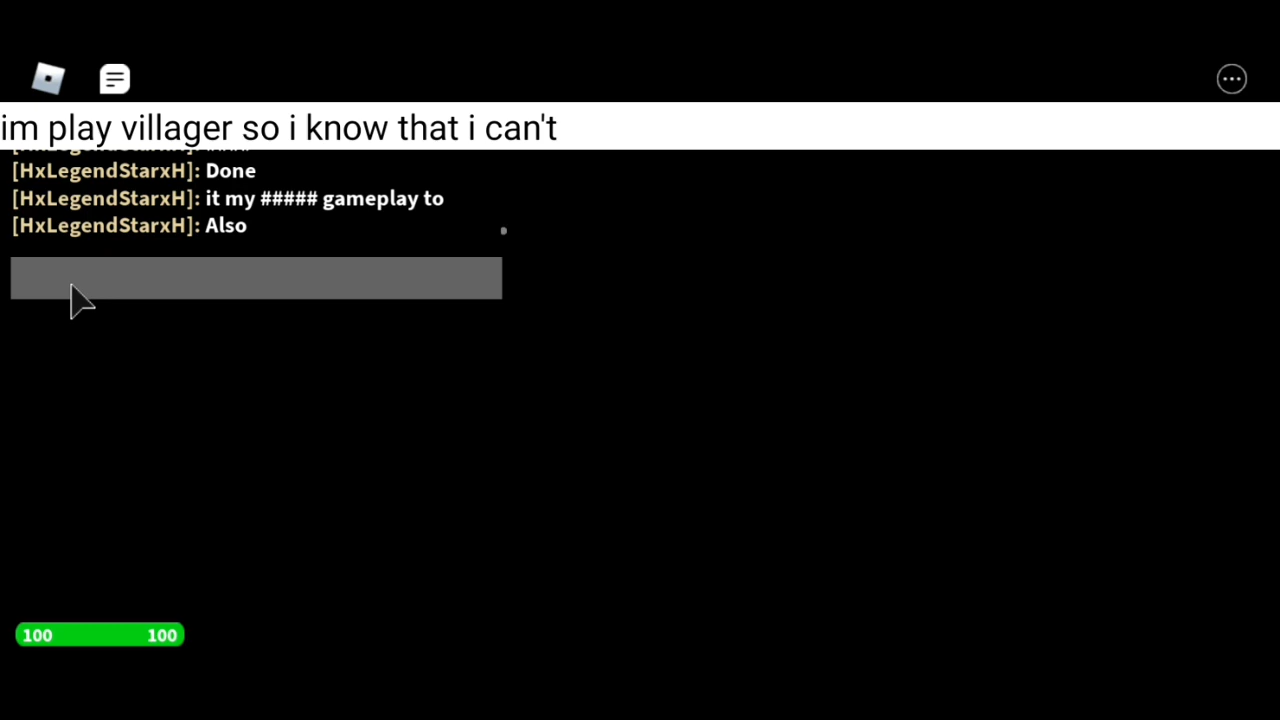 im play villager so i know that i can't
[HxLegendStarxH]: Done
[HxLegendStarxH]: it my ##### gameplay to
[HxLegendStarxH]: Also
100 100